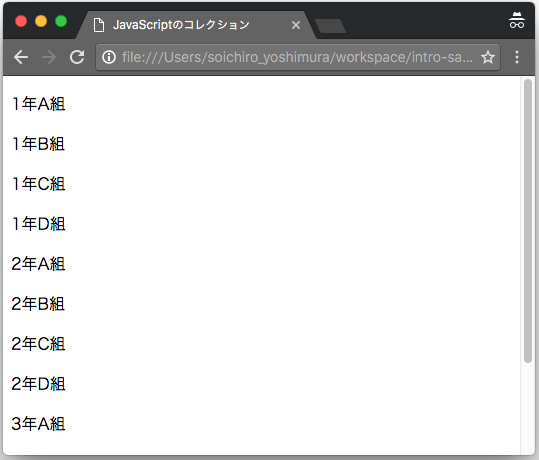 JavaScriptのコレクション
file:///Users/soichiro_yoshimura/workspace/intro-sa...
1年A組
1年B組
1年C組
1年D組
2年A組
2年B組
2年C組
2年D組
3年A組